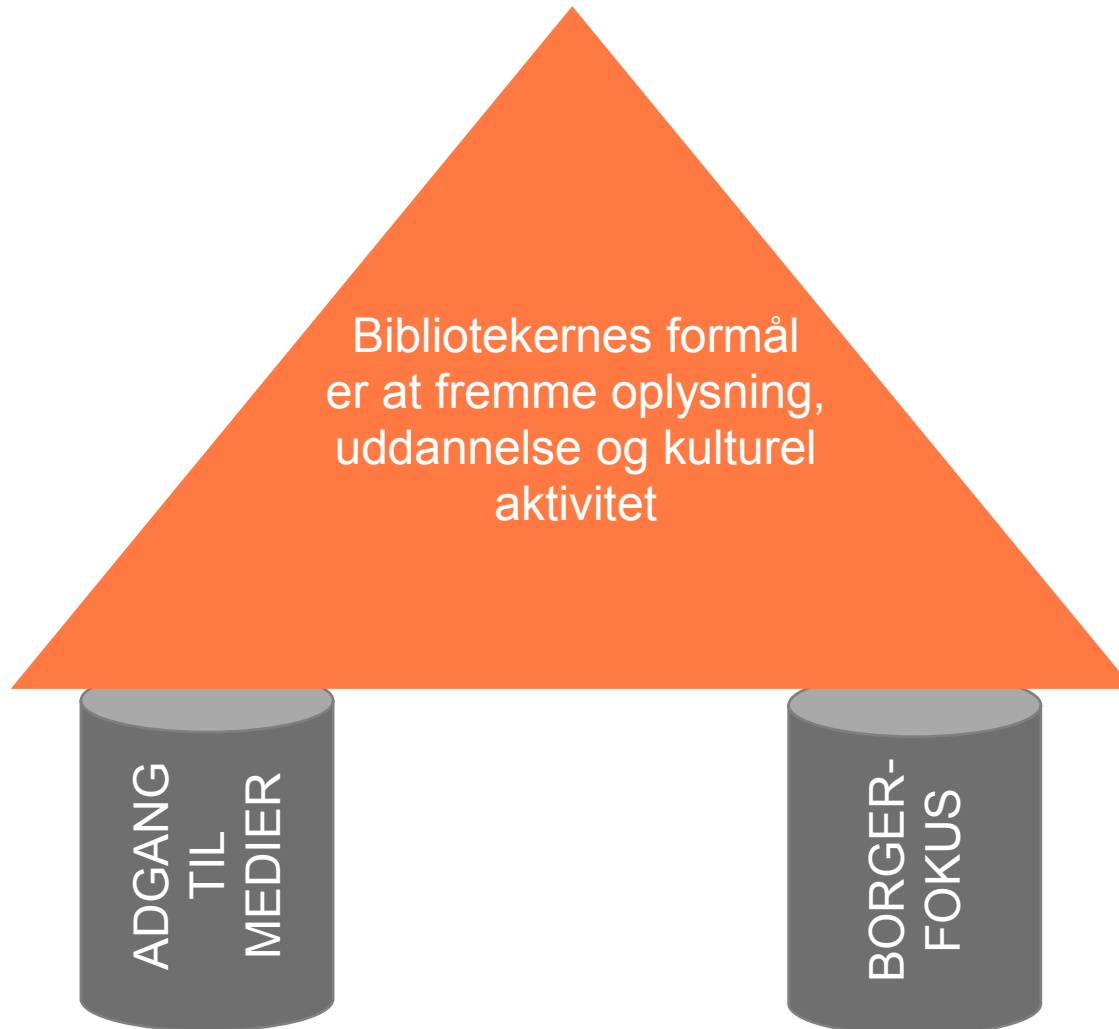 Bibliotekernes formål
er at fremme oplysning,
uddannelse og kulturel
aktivitet
ADGANG
TIL
MEDIER
BORGER-
FOKUS